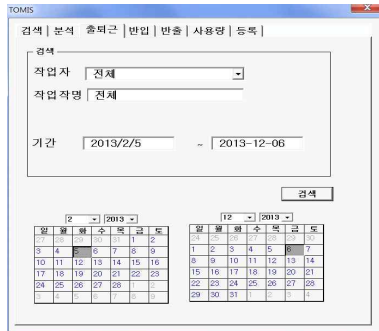 TOMIS
검색 | 분석 | 출퇴근 | 반입 | 반출 | 사용량 | 등록 |
검색
작업자 전체
작업작명 전체
기간 2013/2/5 ~ 2013-12-06
검색
2 2013
일 월 화 수 목 금 토
27 28 29 30 31 1 2
3 4 5 6 7 8 9
10 11 12 13 14 15 16
17 18 19 20 21 22 23
24 25 26 27 28 1 2
3 4 5 6 7 8 9
12 2013
일 월 화 수 목 금 토
24 25 26 27 28 29 30
1 2 3 4 5 6 7
8 9 10 11 12 13 14
15 16 17 18 19 20 21
22 23 24 25 26 27 28
29 30 31 1 2 3 4